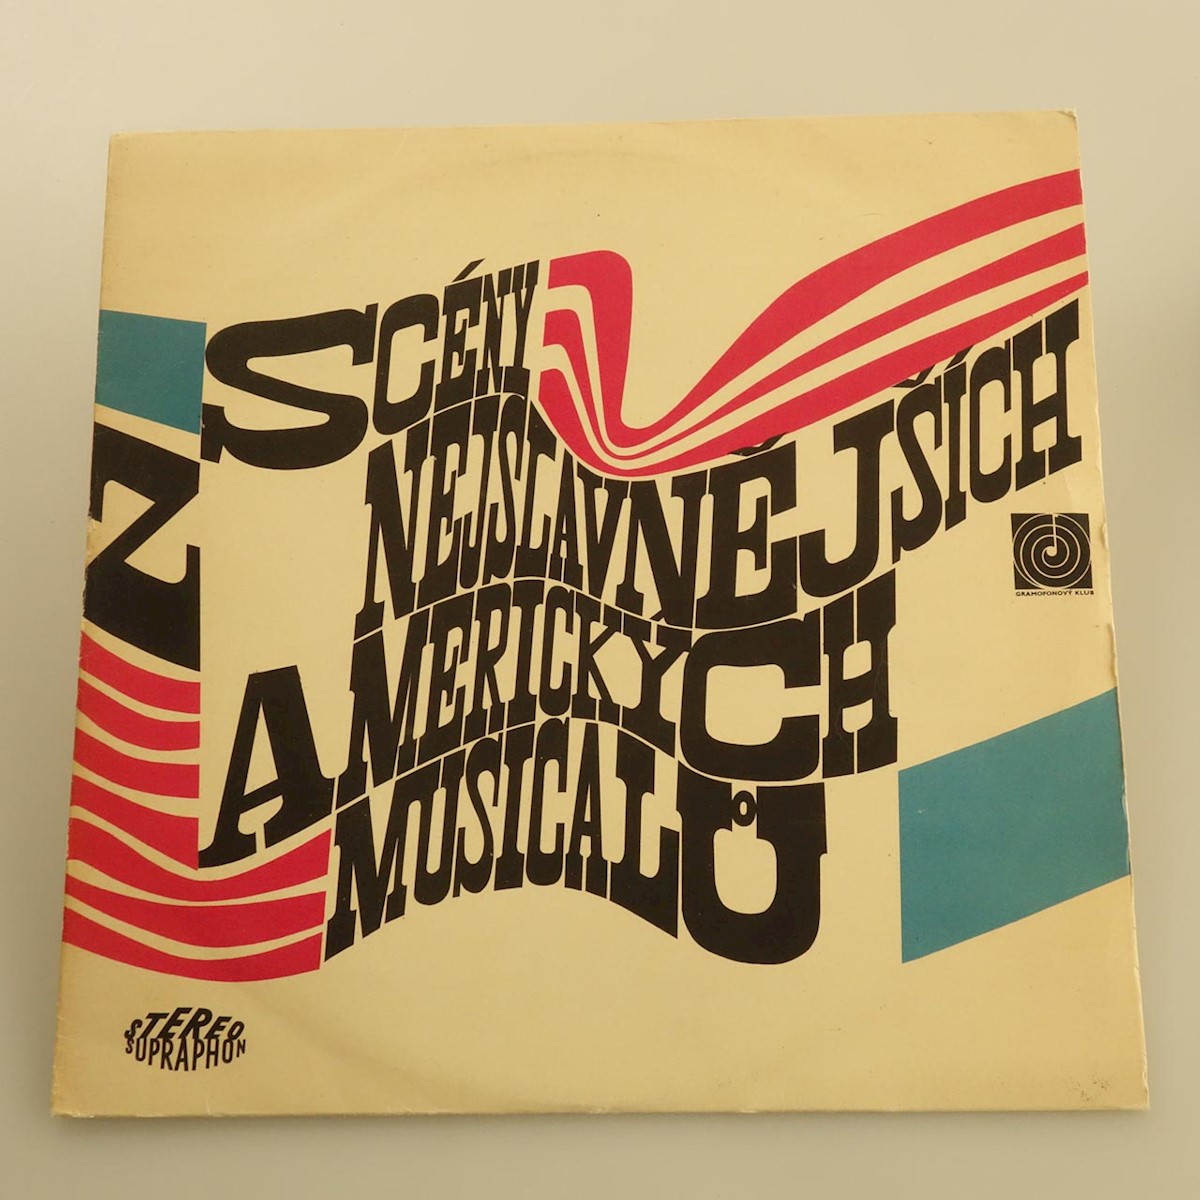 Z
SCÉNY
NEJSLAVNĚJŠÍCH
AMERICKÝCH
MUSICALŮ
GRAMOFONOVÝ KLUB
STEREO
SUPRAPHON